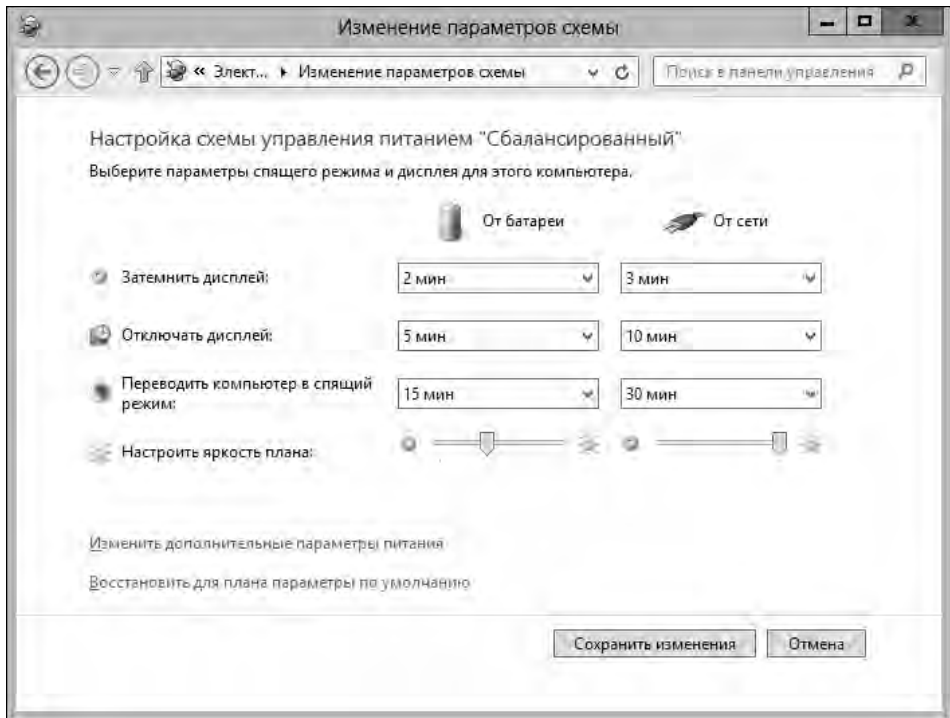 Изменение параметров схемы
« Элект... ▸ Изменение параметров схемы
Поиск в панели управления
Настройка схемы управления питанием "Сбалансированный"
Выберите параметры спящего режима и дисплея для этого компьютера.
От батареи От сети
Затемнить дисплей: 2 мин 3 мин
Отключать дисплей: 5 мин 10 мин
Переводить компьютер в спящий
режим: 15 мин 30 мин
Настроить яркость плана:
Изменить дополнительные параметры питания
Восстановить для плана параметры по умолчанию
Сохранить изменения Отмена